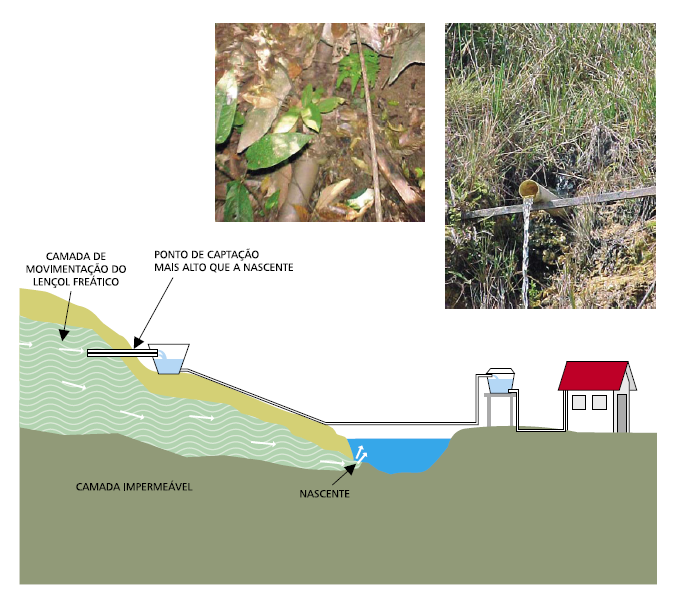 CAMADA DE
MOVIMENTAÇÃO DO
LENÇOL FREÁTICO
PONTO DE CAPTAÇÃO
MAIS ALTO QUE A NASCENTE
CAMADA IMPERMEÁVEL
NASCENTE